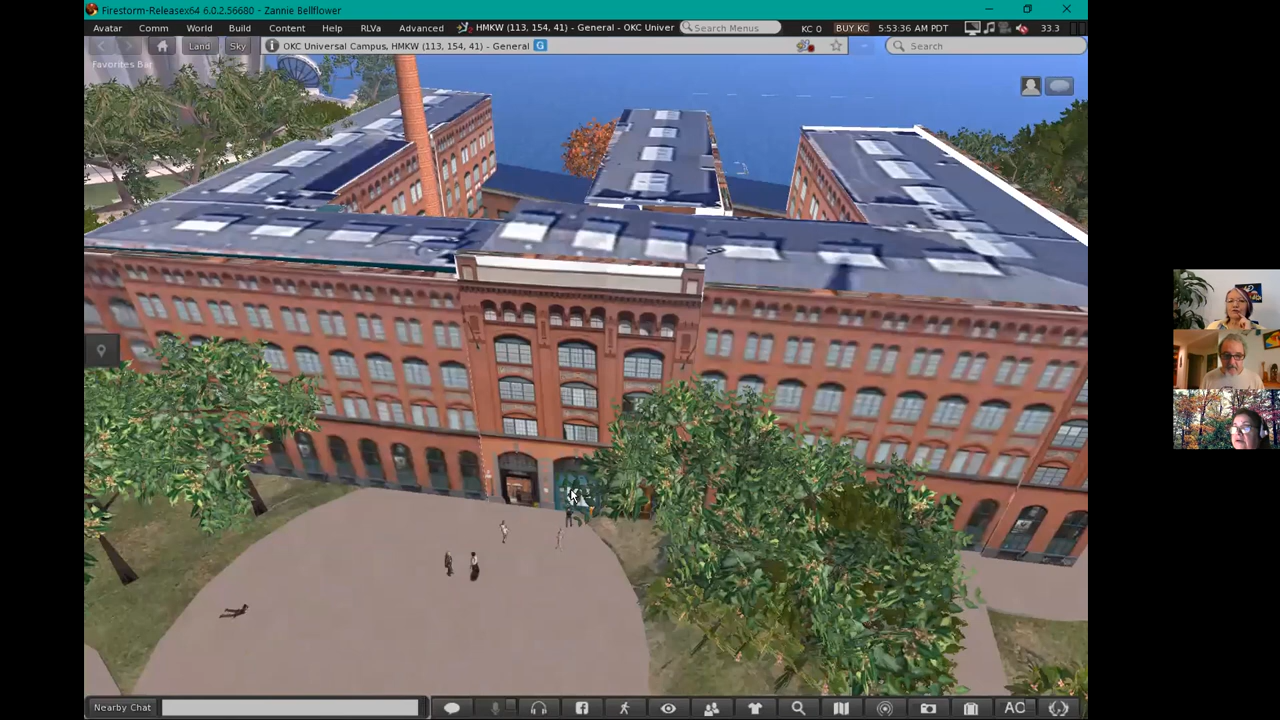 Firestorm-Releasex64 6.0.2.56680 - Zannie Bellflower
Avatar Comm World Build Content Help RLVa Advanced HMKW (113, 154, 41) - General - OKC Univer Search Menus KC 0 BUY KC 5:53:36 AM PDT 33.3
Land Sky OKC Universal Campus, HMKW (113, 154, 41) - General G Search
Favorites Bar
Nearby Chat AO